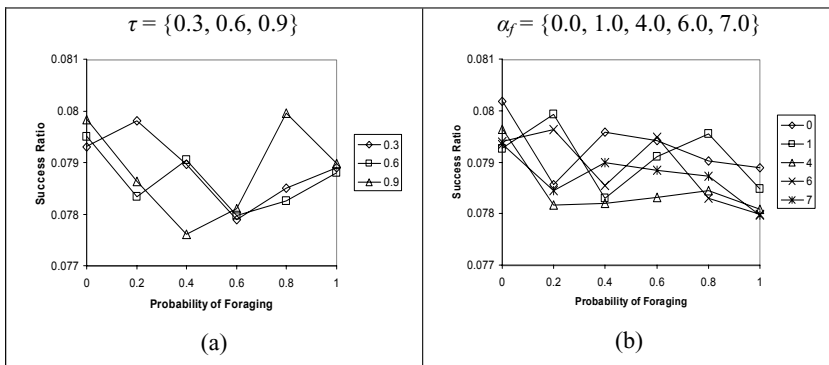 τ = {0.3, 0.6, 0.9}
0.081
0.08
0.079
0.078
0.077
Success Ratio
0 0.2 0.4 0.6 0.8 1
Probability of Foraging
0.3
0.6
0.9
(a)
α_f = {0.0, 1.0, 4.0, 6.0, 7.0}
0.081
0.08
0.079
0.078
0.077
Success Ratio
0 0.2 0.4 0.6 0.8 1
Probability of Foraging
0
1
4
6
7
(b)